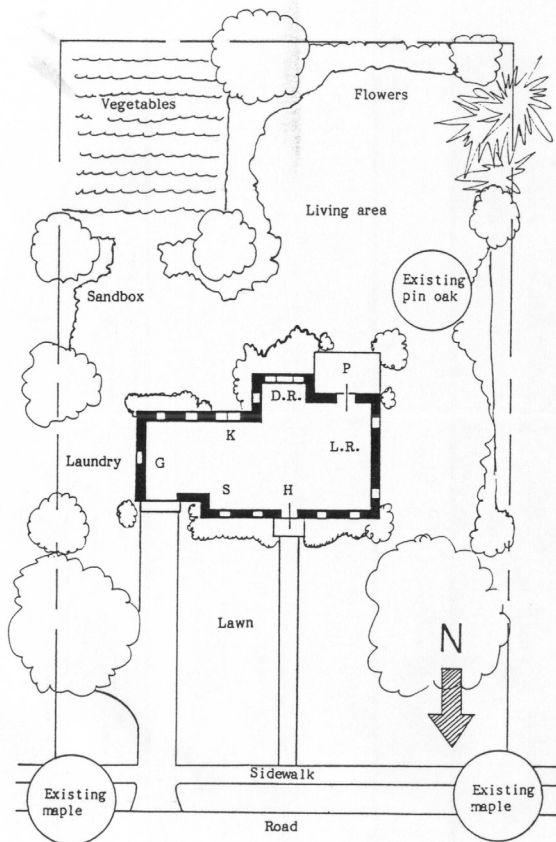 Vegetables
Flowers
Living area
Sandbox
Existing
pin oak
P
D.R.
K
L.R.
Laundry
G
S
H
Lawn
N
Sidewalk
Existing
maple
Existing
maple
Road